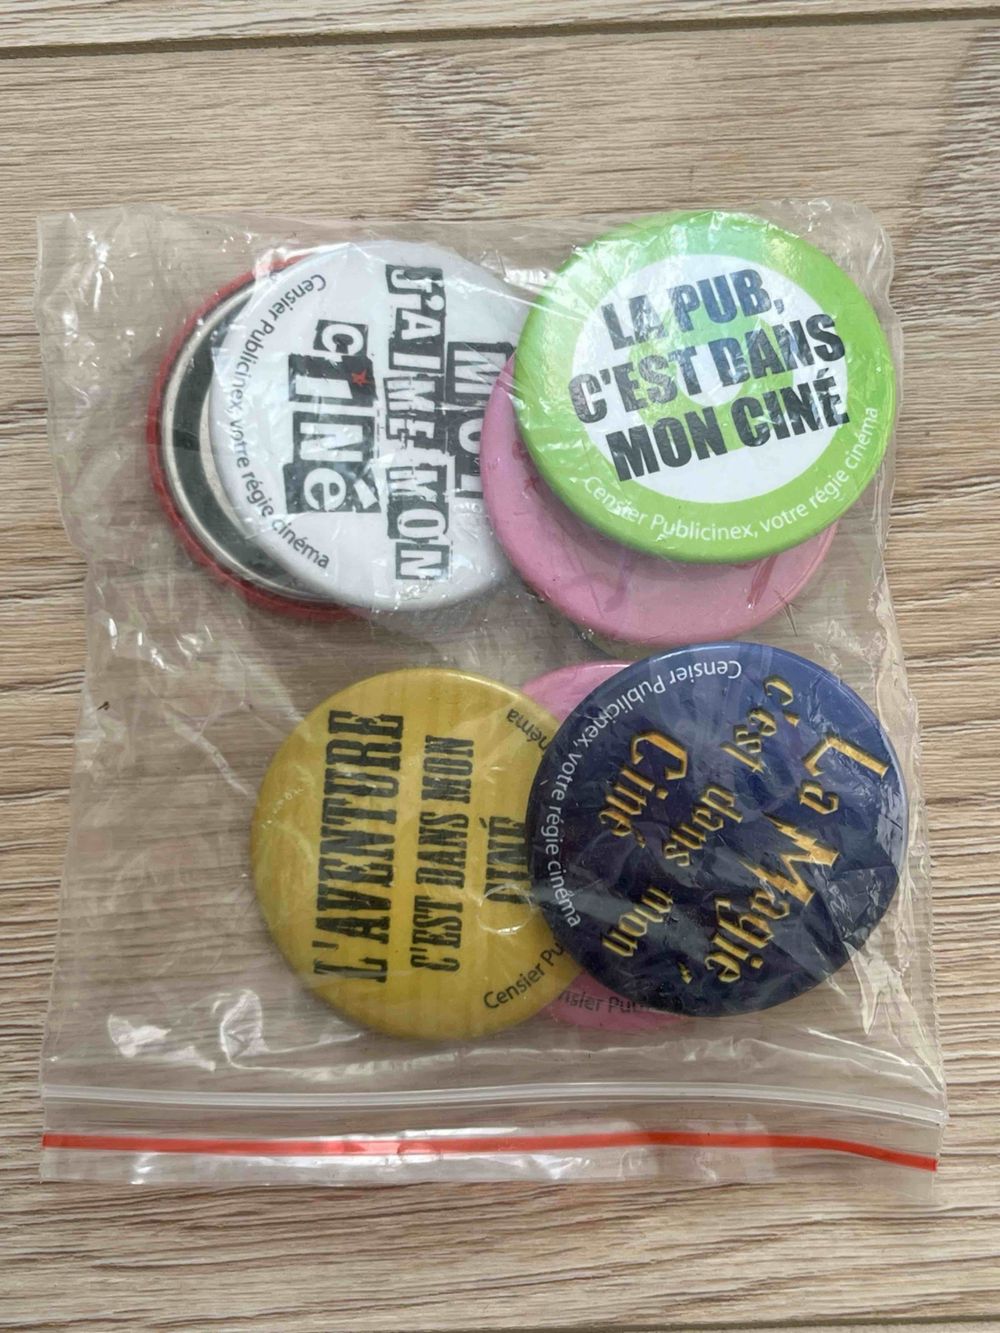 MOI
J'AIME MON
cINé
Censier Publicinex, votre régie cinéma
LA PUB,
C'EST DANS
MON CINÉ
Censier Publicinex, votre régie cinéma
L'AVENTURE
C'EST DANS MON
CINÉ
Censier
La Magie,
c'est dans mon
Ciné
Censier Publicinex, votre régie cinéma